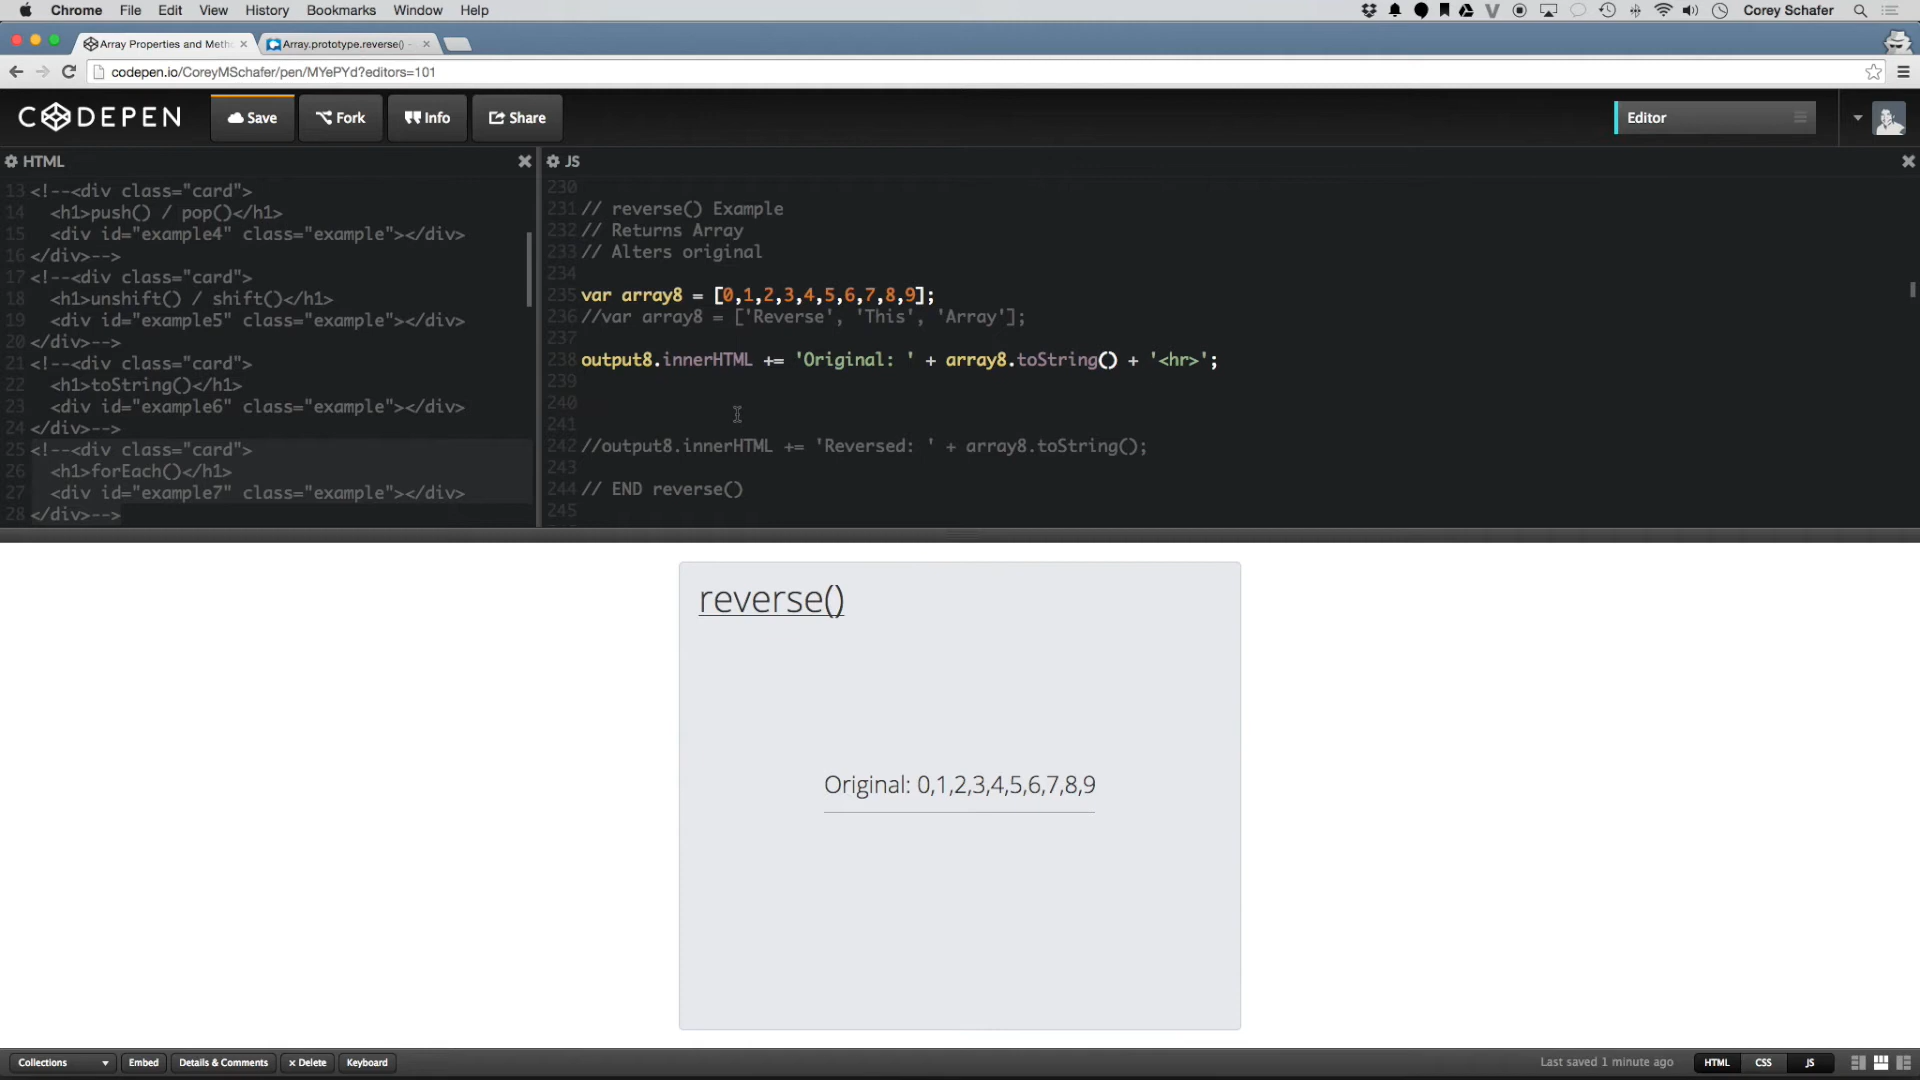 Chrome File Edit View History Bookmarks Window Help Corey Schafer
Array Properties and Meth Array.prototype.reverse() -
codepen.io/CoreyMSchafer/pen/MYePYd?editors=101
CODEPEN Save Fork Info Share Editor
HTML
13 <!--<div class="card">
14 <h1>push() / pop()</h1>
15 <div id="example4" class="example"></div>
16 </div>-->
17 <!--<div class="card">
18 <h1>unshift() / shift()</h1>
19 <div id="example5" class="example"></div>
20 </div>-->
21 <!--<div class="card">
22 <h1>toString()</h1>
23 <div id="example6" class="example"></div>
24 </div>-->
25 <!--<div class="card">
26 <h1>forEach()</h1>
27 <div id="example7" class="example"></div>
28 </div>-->
JS
230
231 // reverse() Example
232 // Returns Array
233 // Alters original
234
235 var array8 = [0,1,2,3,4,5,6,7,8,9];
236 //var array8 = ['Reverse', 'This', 'Array'];
237
238 output8.innerHTML += 'Original: ' + array8.toString() + '<hr>';
239
240
241
242 //output8.innerHTML += 'Reversed: ' + array8.toString();
243
244 // END reverse()
245
reverse()
Original: 0,1,2,3,4,5,6,7,8,9
Collections Embed Details & Comments × Delete Keyboard Last saved 1 minute ago HTML CSS JS